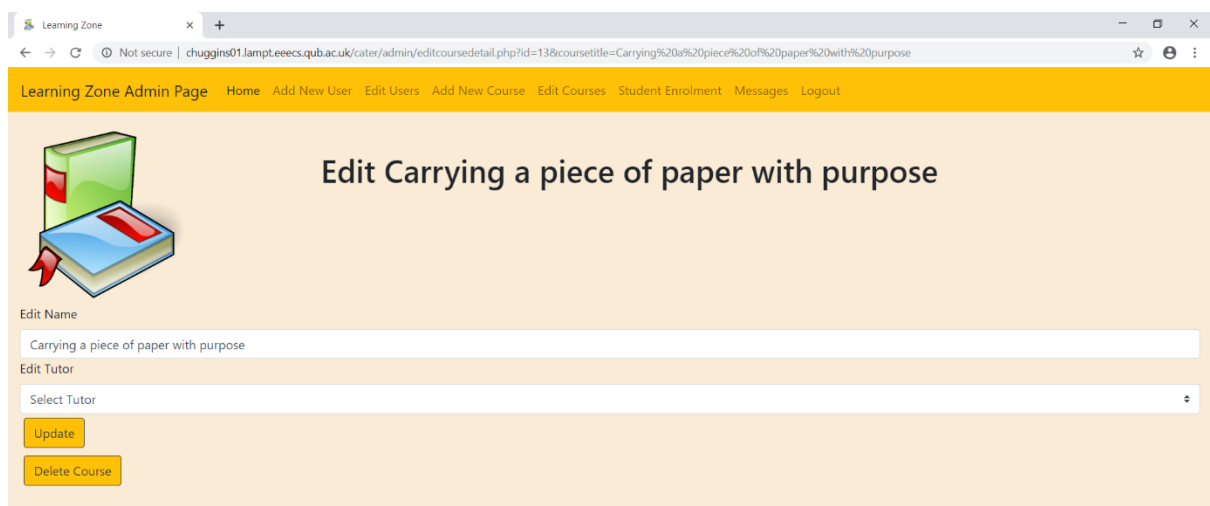 Learning Zone
Not secure | chuggins01.lampt.eeecs.qub.ac.uk/cater/admin/editcoursedetail.php?id=13&coursetitle=Carrying%20a%20piece%20of%20paper%20with%20purpose
Learning Zone Admin Page Home Add New User Edit Users Add New Course Edit Courses Student Enrolment Messages Logout
Edit Carrying a piece of paper with purpose
Edit Name
Carrying a piece of paper with purpose
Edit Tutor
Select Tutor
Update
Delete Course